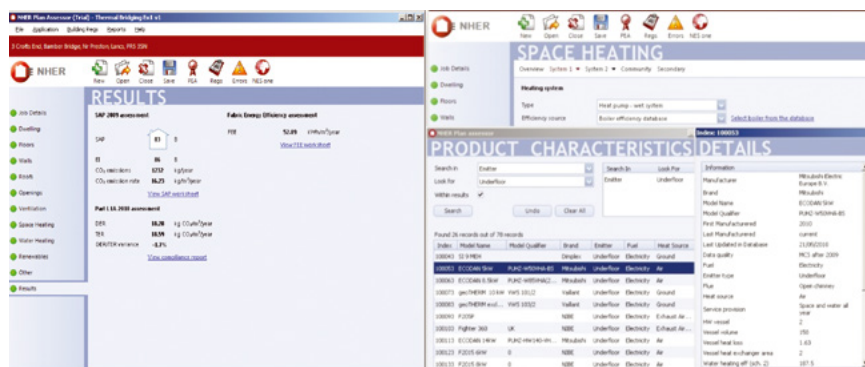 NHER Plan Assessor (Trial) - Thermal Bridging Ex1 v1
File Application Building Regs Reports Help
3 Crofts End, Bamber Bridge, Nr Preston, Lancs, PR5
NHER
New Open Close Save PEA Regs Errors NES one
RESULTS
Job Details
Dwelling
Floors
Walls
Roofs
Openings
Ventilation
Space Heating
Water Heating
Renewables
Other
Results
SAP 2009 assessment
SAP 83 B
EI 86 B
CO₂ emissions 1252 kg/year
CO₂ emission rate 16.23 kg/m²/year
View SAP worksheet
Part L1A 2010 assessment
DER kg CO₂/m²/year
TER kg CO₂/m²/year
DER/TER variance
View compliance report
Fabric Energy Efficiency assessment
FEE 52.09 kWh/m²/year
View FEE worksheet
NHER
New Open Close Save PEA Regs Errors NES one
SPACE HEATING
Job Details
Dwelling
Floors
Walls
Overview System 1 System 2 Community Secondary
Heating system
Type Heat pump - wet system
Efficiency source Boiler efficiency database Select boiler from the database
NHER Plan Assessor
PRODUCT CHARACTERISTICS
Search in Emitter
Look for Underfloor
Within results
Search Undo Clear All
Search In Look For
Emitter Underfloor
Found 26 records out of 78 records
Index Model Name Model Qualifier Brand Emitter Fuel Heat Source
100043 SI 9 MEH Dimplex Underfloor Electricity Ground
100053 ECODAN 5kW PUHZ-W50VHA-BS Mitsubishi Underfloor Electricity Air
100063 ECODAN 8.5kW Mitsubishi Underfloor Electricity Air
100073 geoTHERM 10 kW VWS 101/2 Vaillant Underfloor Electricity Ground
100083 geoTHERM excl... VWS 103/2 Vaillant Underfloor Electricity Ground
100093 F205P NIBE Underfloor Electricity Exhaust Air...
100103 Fighter 360 UK NIBE Underfloor Electricity Exhaust Air...
100113 ECODAN 14kW Mitsubishi Underfloor Electricity Air
100123 F2015 6kW 0 NIBE Underfloor Electricity Air
100133 F2015 8kW 0 NIBE Underfloor Electricity Air
Index: 100053
DETAILS
Information
Manufacturer Mitsubishi Electric Europe B.V.
Brand Mitsubishi
Model Name ECODAN 5kW
Model Qualifier PUHZ-W50VHA-BS
First Manufactured 2010
Last Manufactured current
Last Updated in Database 21/05/2010
Data quality MCS after 2009
Fuel Electricity
Emitter type Underfloor
Flue Open chimney
Heat source Air
Service provision Space and water all year
HW vessel 2
Vessel volume 150
Vessel heat loss 1.63
Vessel heat exchanger area 2
Water heating eff (sch. 2) 187.5